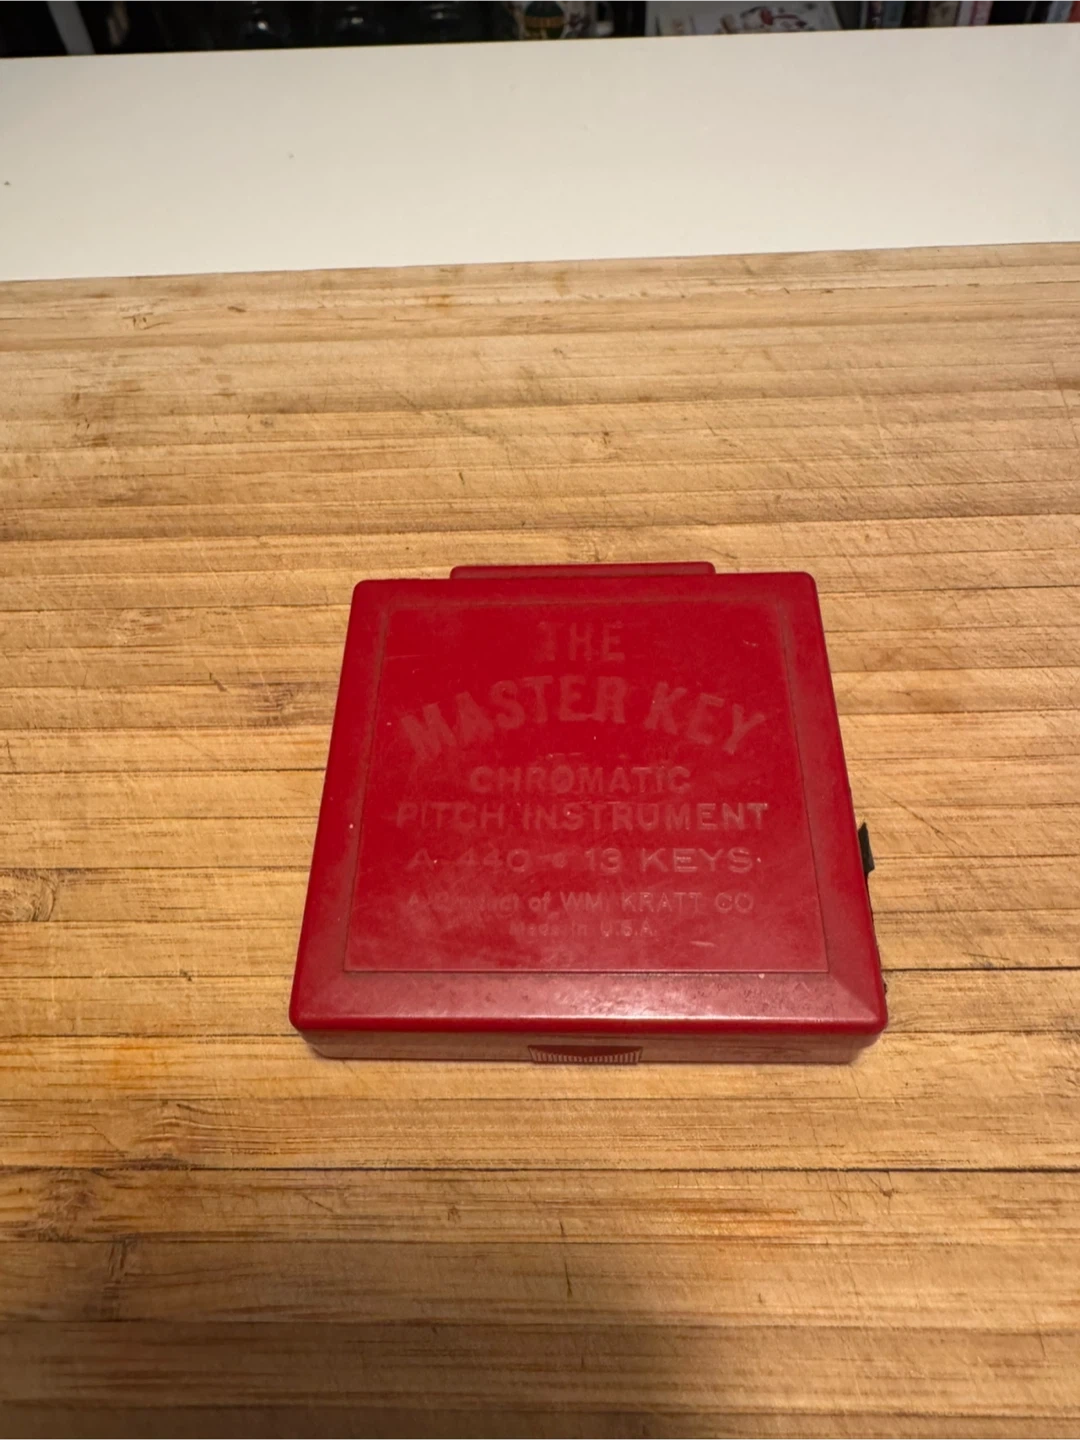 THE
MASTER KEY
CHROMATIC
PITCH INSTRUMENT
A-440 • 13 KEYS
A Product of WM. KRATT CO
Made in U.S.A.